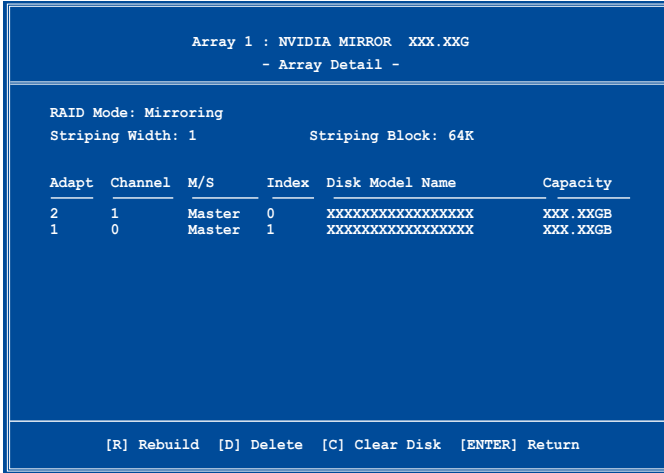 Array 1 : NVIDIA MIRROR XXX.XXG
- Array Detail -
RAID Mode: Mirroring
Striping Width: 1 Striping Block: 64K
Adapt Channel M/S Index Disk Model Name Capacity
2 1 Master 0 XXXXXXXXXXXXXXXXX XXX.XXGB
1 0 Master 1 XXXXXXXXXXXXXXXXX XXX.XXGB
[R] Rebuild [D] Delete [C] Clear Disk [ENTER] Return